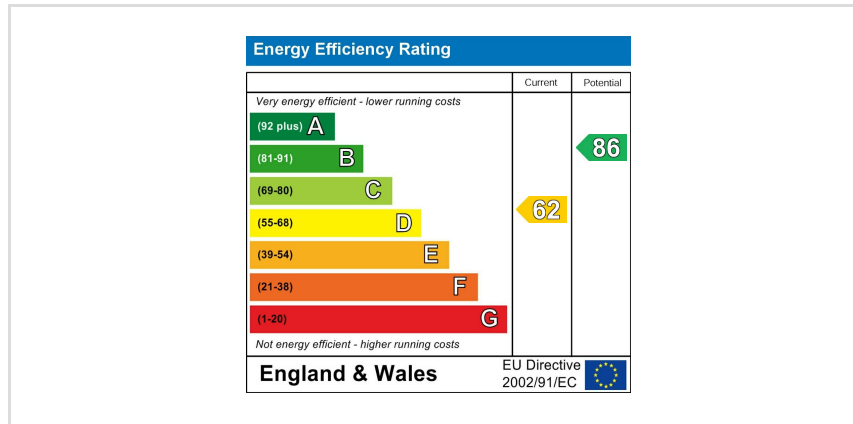 Energy Efficiency Rating
Current Potential
Very energy efficient - lower running costs
(92 plus) A
(81-91) B
86
(69-80) C
62
(55-68) D
(39-54) E
(21-38) F
(1-20) G
Not energy efficient - higher running costs
England & Wales
EU Directive
2002/91/EC